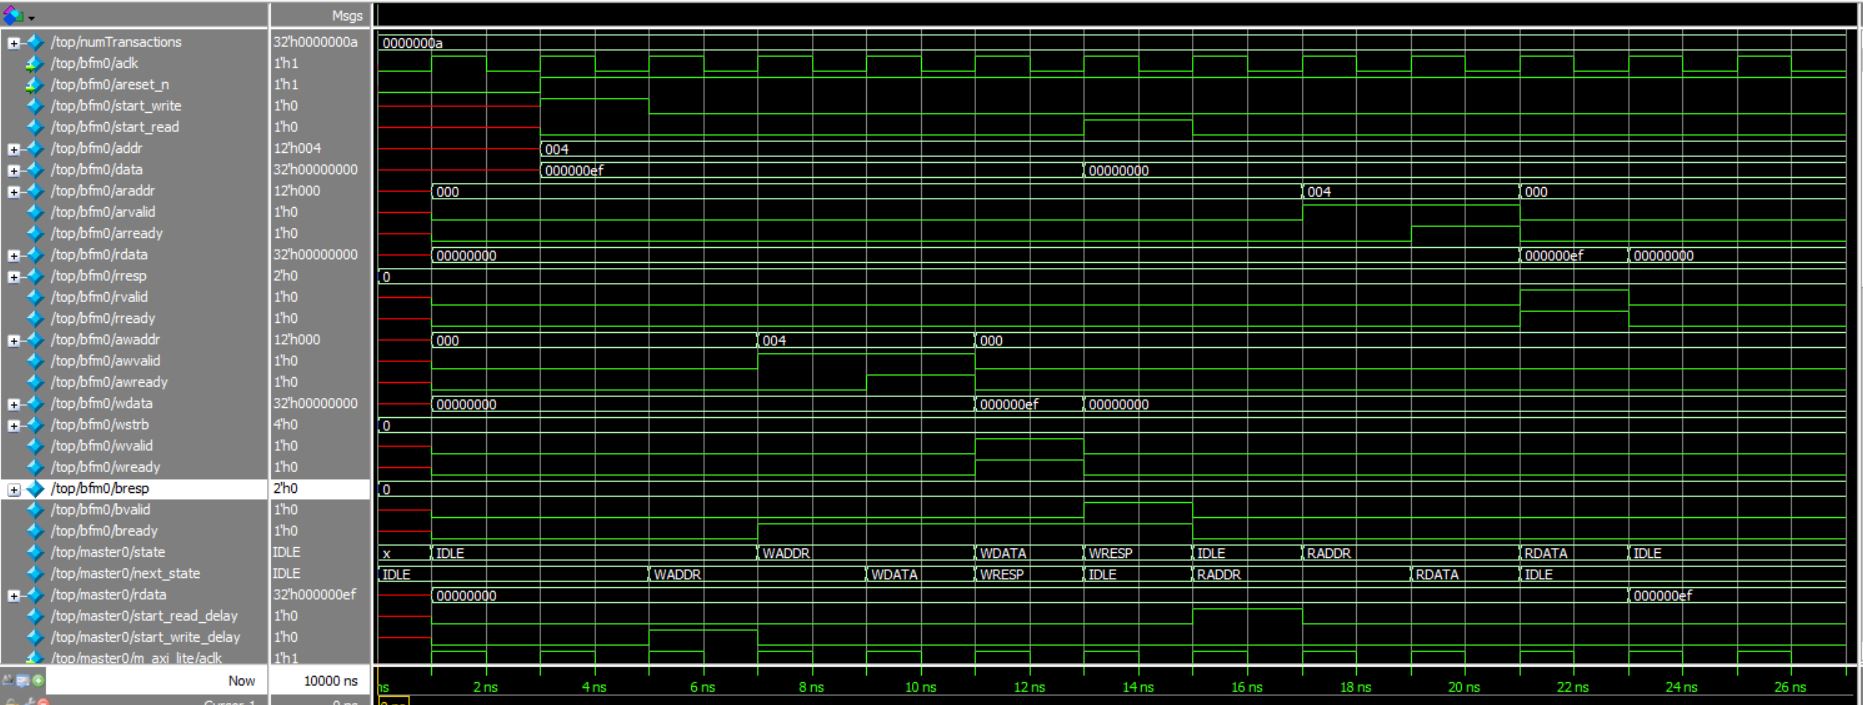 Msgs
/top/numTransactions 32'h0000000a 0000000a
/top/bfm0/aclk 1'h1
/top/bfm0/areset_n 1'h1
/top/bfm0/start_write 1'h0
/top/bfm0/start_read 1'h0
/top/bfm0/addr 12'h004 004
/top/bfm0/data 32'h00000000 000000ef 00000000
/top/bfm0/araddr 12'h000 000 004 000
/top/bfm0/arvalid 1'h0
/top/bfm0/arready 1'h0
/top/bfm0/rdata 32'h00000000 00000000 000000ef 00000000
/top/bfm0/rresp 2'h0 0
/top/bfm0/rvalid 1'h0
/top/bfm0/rready 1'h0
/top/bfm0/awaddr 12'h000 000 004 000
/top/bfm0/awvalid 1'h0
/top/bfm0/awready 1'h0
/top/bfm0/wdata 32'h00000000 00000000 000000ef 00000000
/top/bfm0/wstrb 4'h0 0
/top/bfm0/wvalid 1'h0
/top/bfm0/wready 1'h0
/top/bfm0/bresp 2'h0 0
/top/bfm0/bvalid 1'h0
/top/bfm0/bready 1'h0
/top/master0/state IDLE x IDLE WADDR WDATA WRESP IDLE RADDR RDATA IDLE
/top/master0/next_state IDLE IDLE WADDR WDATA WRESP IDLE RADDR RDATA IDLE
/top/master0/rdata 32'h000000ef 00000000 000000ef
/top/master0/start_read_delay 1'h0
/top/master0/start_write_delay 1'h0
/top/master0/m_axi_lite/aclk 1'h1
Now 10000 ns ns 2 ns 4 ns 6 ns 8 ns 10 ns 12 ns 14 ns 16 ns 18 ns 20 ns 22 ns 24 ns 26 ns